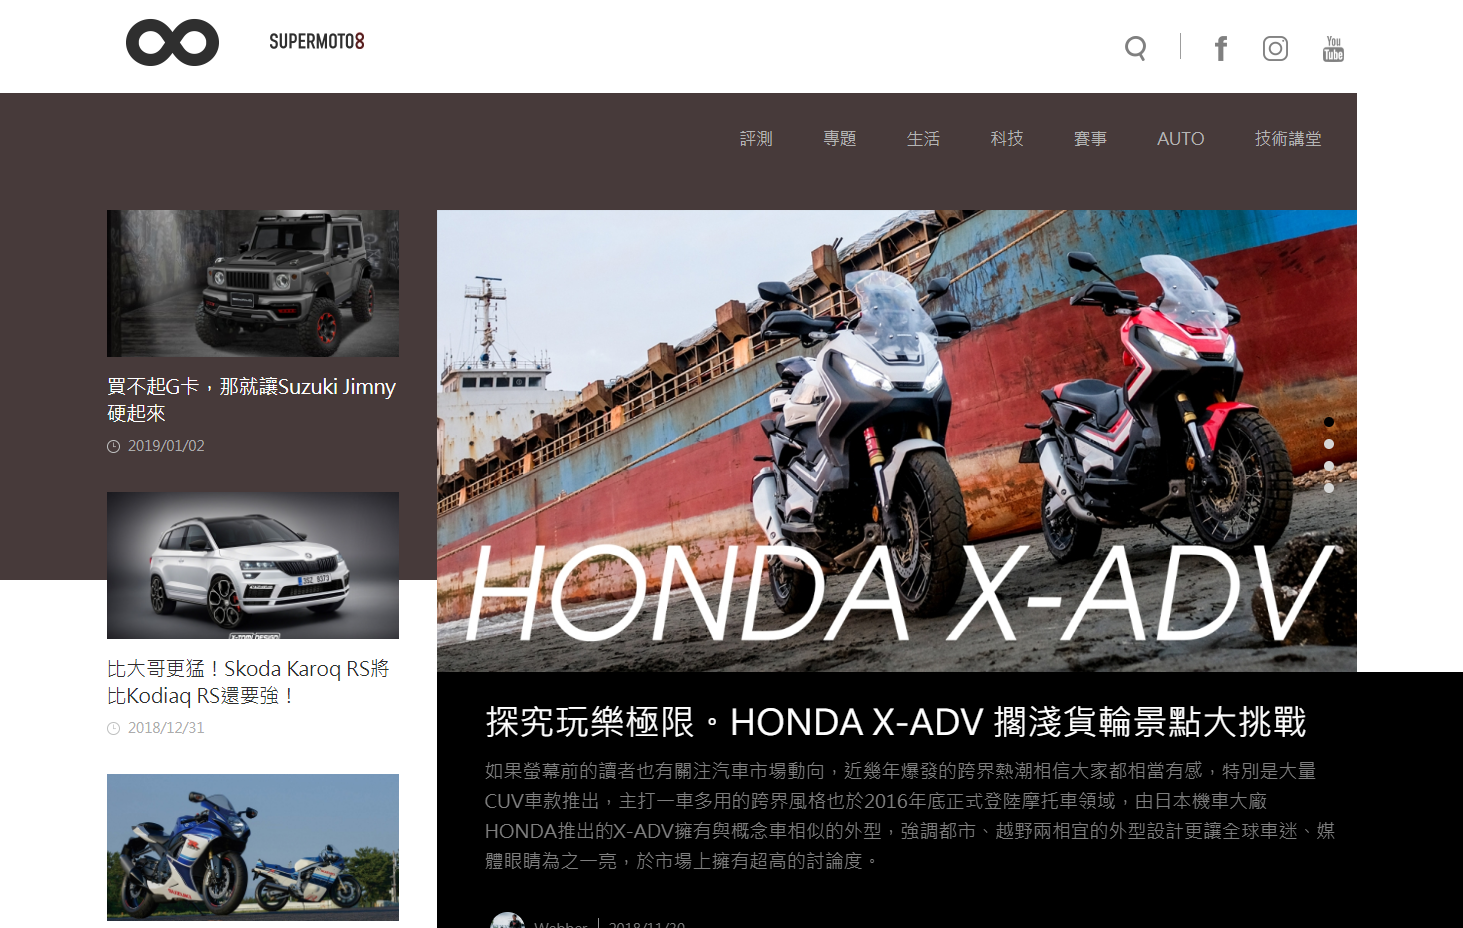 SUPERMOTO8
You
Tube
評測
專題
生活
科技
賽事
AUTO
技術講堂
買不起G卡，那就讓Suzuki Jimny
硬起來
2019/01/02
X-TOMI DESIGN
比大哥更猛！Skoda Karoq RS將
比Kodiaq RS還要強！
2018/12/31
HONDA X-ADV
探究玩樂極限。HONDA X-ADV 擱淺貨輪景點大挑戰
如果螢幕前的讀者也有關注汽車市場動向，近幾年爆發的跨界熱潮相信大家都相當有感，特別是大量
CUV車款推出，主打一車多用的跨界風格也於2016年底正式登陸摩托車領域，由日本機車大廠
HONDA推出的X-ADV擁有與概念車相似的外型，強調都市、越野兩相宜的外型設計更讓全球車迷、媒
體眼睛為之一亮，於市場上擁有超高的討論度。
Webber
2018/11/30